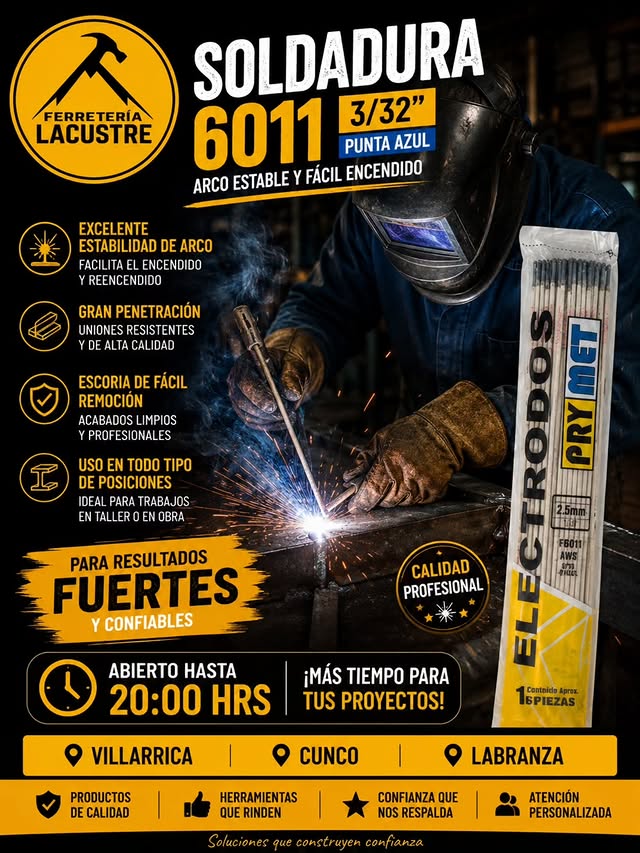 FERRETERÍA
LACUSTRE
SOLDADURA
6011
3/32”
PUNTA AZUL
ARCO ESTABLE Y FÁCIL ENCENDIDO
EXCELENTE
ESTABILIDAD DE ARCO
FACILITA EL ENCENDIDO
Y REENCENDIDO
GRAN PENETRACIÓN
UNIONES RESISTENTES
Y DE ALTA CALIDAD
ESCORIA DE FÁCIL
REMOCIÓN
ACABADOS LIMPIOS
Y PROFESIONALES
USO EN TODO TIPO
DE POSICIONES
IDEAL PARA TRABAJOS
EN TALLER O EN OBRA
PARA RESULTADOS
FUERTES
Y CONFIABLES
CALIDAD
PROFESIONAL
ELECTRODOS
PRYMET
2.5mm
F6011
AWS
Contenido Aprox.
PIEZAS
ABIERTO HASTA
20:00 HRS
¡MÁS TIEMPO PARA
TUS PROYECTOS!
VILLARRICA
CUNCO
LABRANZA
PRODUCTOS
DE CALIDAD
HERRAMIENTAS
QUE RINDEN
CONFIANZA QUE
NOS RESPALDA
ATENCIÓN
PERSONALIZADA
Soluciones que construyen confianza